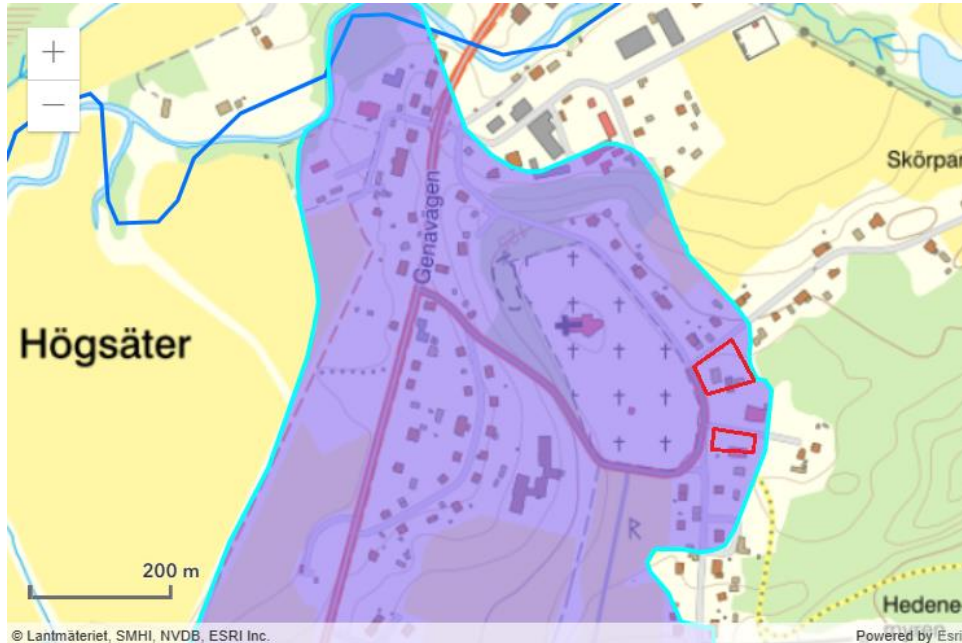 +
−
Skörpar
Genavägen
Högsäter
R
200 m
Hedene
© Lantmäteriet, SMHI, NVDB, ESRI Inc.
Powered by Esri